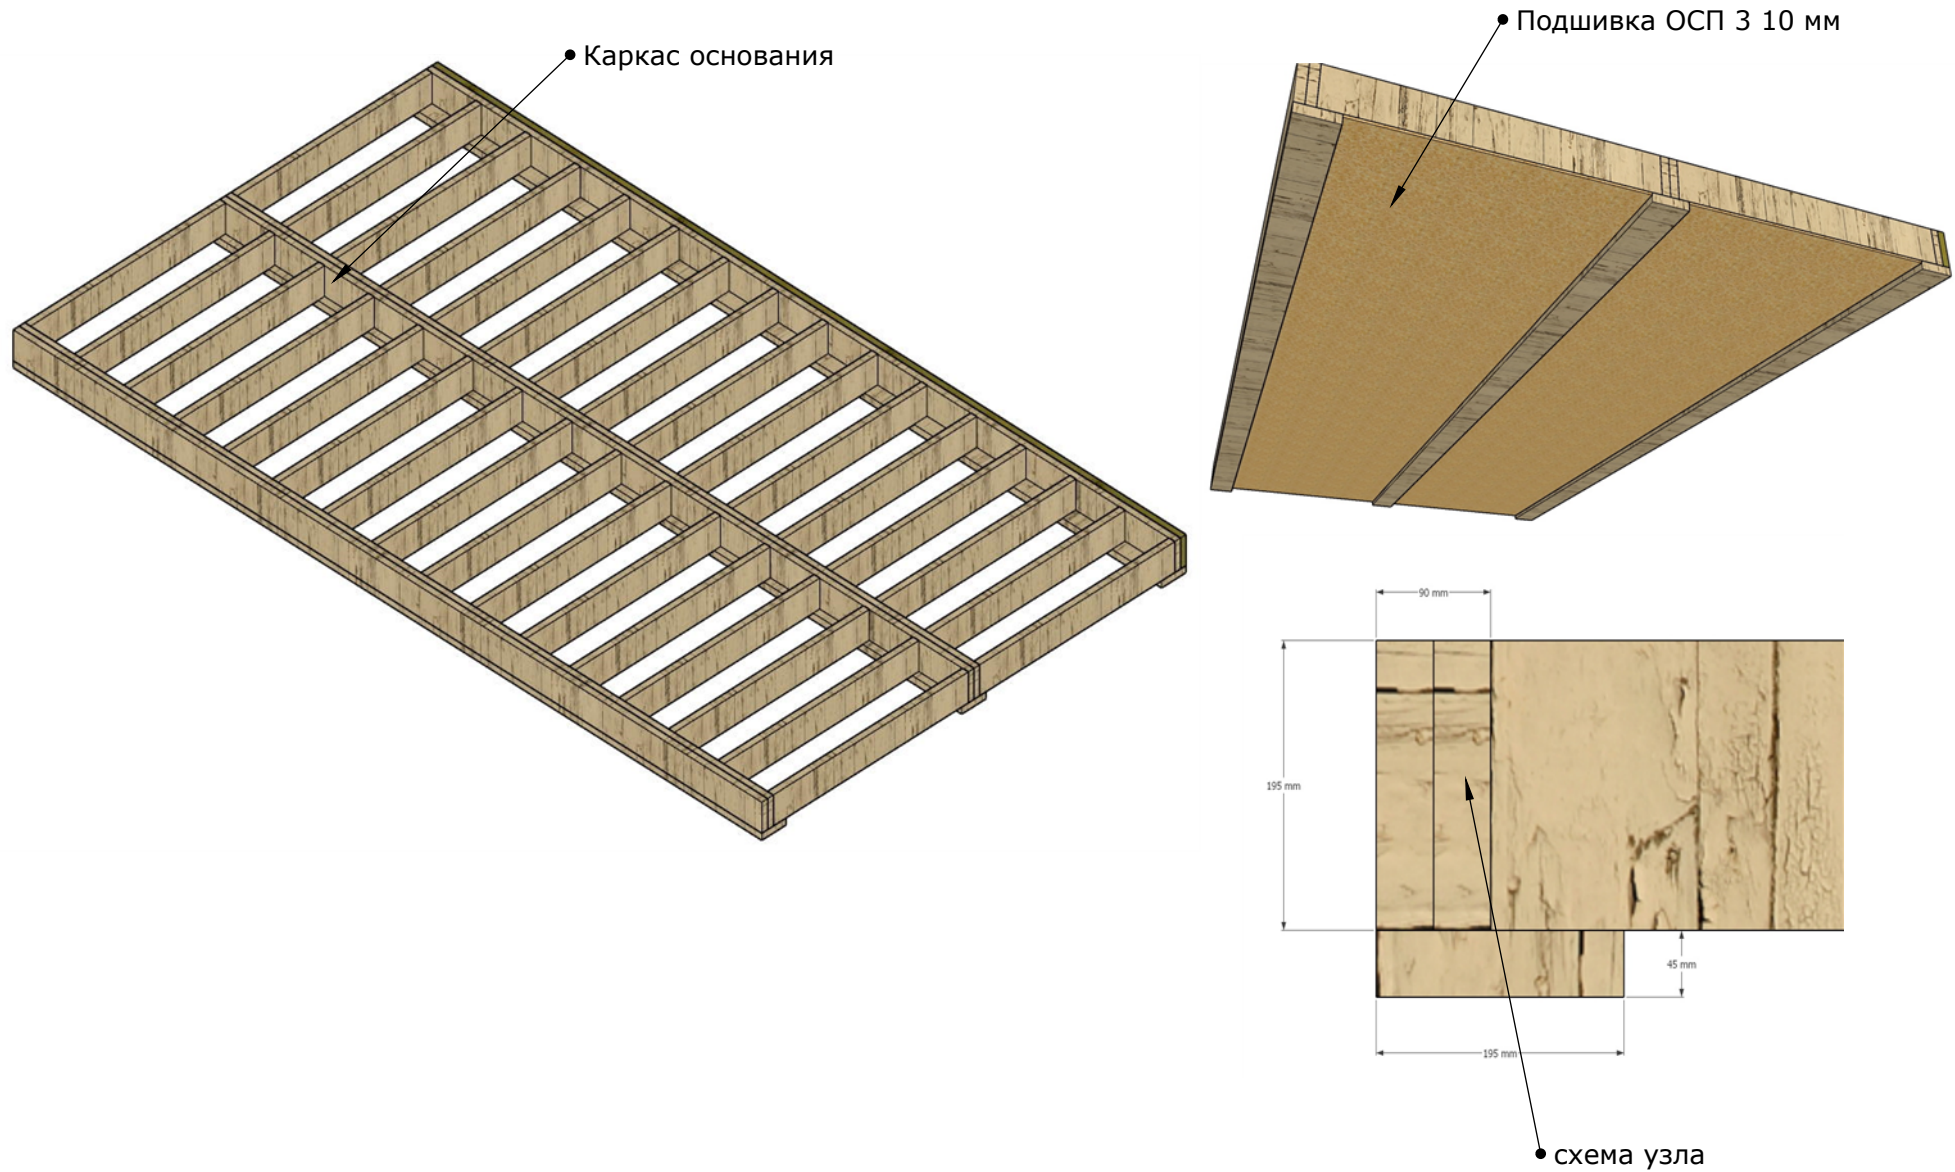 Подшивка ОСП 3 10 мм
Каркас основания
90 mm
195 mm
45 mm
195 mm
схема узла